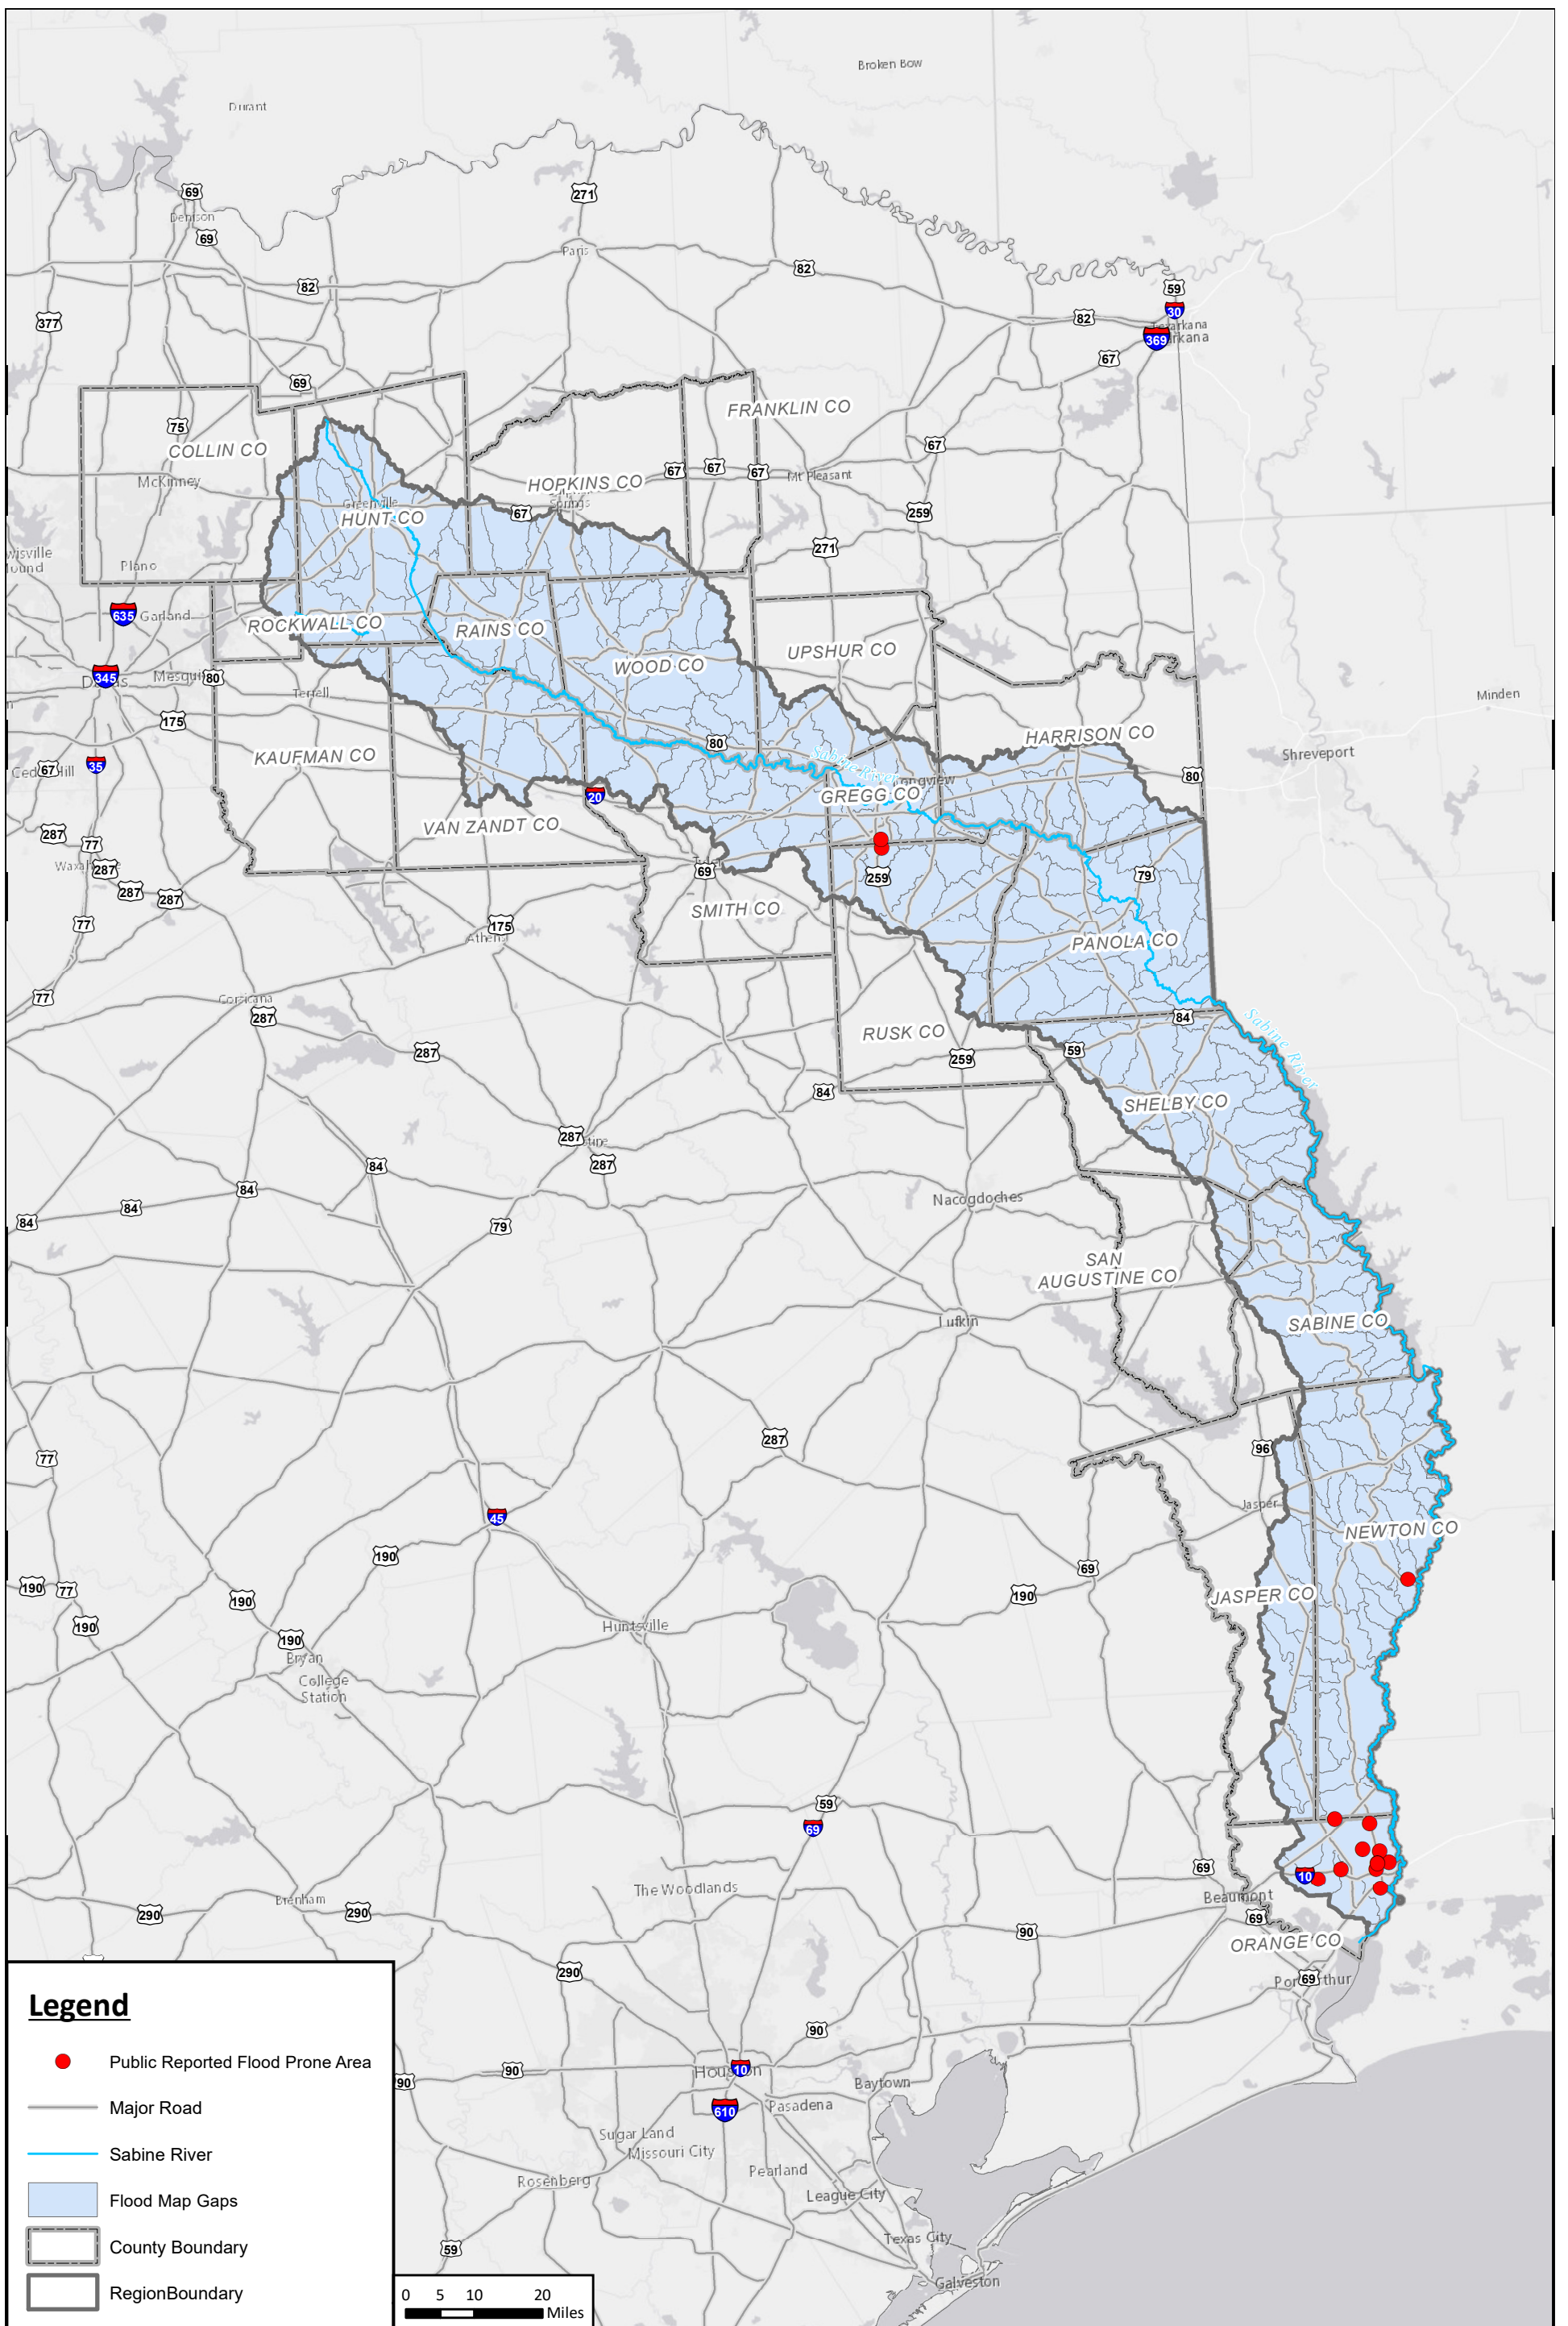 Broken Bow
Durant
69
271
Denison
69
Paris
82
82
59
30
377
82
Texarkana
369
67
69
FRANKLIN CO
75
COLLIN CO
67
67
67
67
Mt Pleasant
HOPKINS CO
McKinney
Springs
Greenville
67
259
HUNT CO
271
Plano
635
Garland
ROCKWALL CO
RAINS CO
UPSHUR CO
WOOD CO
345
80
Minden
175
HARRISON CO
80
KAUFMAN CO
Shreveport
35
67
Sabine River
80
20
GREGG CO
VAN ZANDT CO
287
77
287
69
259
79
287
287
SMITH CO
77
175
Athens
PANOLA CO
77
Corsicana
287
84
Sabine River
RUSK CO
287
259
59
84
SHELBY CO
287
287
84
84
84
84
Nacogdoches
79
SAN
AUGUSTINE CO
Lufkin
SABINE CO
287
96
77
Jasper
45
NEWTON CO
190
69
190
77
190
190
JASPER CO
190
Huntsville
190
Bryan
College
Station
59
69
69
10
The Woodlands
Beaumont
290
Brenham
290
69
90
ORANGE CO
290
69
90
Houston
10
90
90
Baytown
610
Pasadena
Sugar Land
Missouri City
Rosenberg
Pearland
League City
59
Texas City
Galveston
Legend
Public Reported Flood Prone Area
Major Road
Sabine River
Flood Map Gaps
County Boundary
RegionBoundary
0 5 10 20
Miles